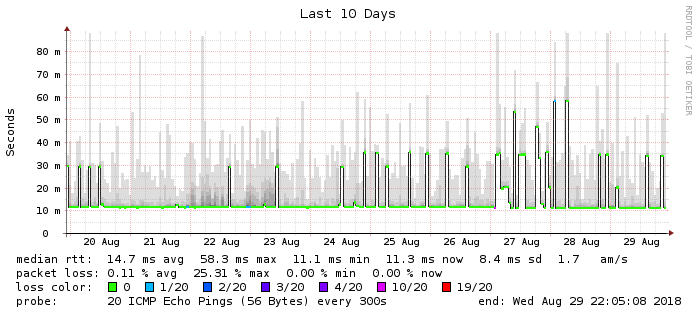 Last 10 Days
RRDTOOL / TOBI OETIKER
Seconds
80 m
70 m
60 m
50 m
40 m
30 m
20 m
10 m
0
20 Aug 21 Aug 22 Aug 23 Aug 24 Aug 25 Aug 26 Aug 27 Aug 28 Aug 29 Aug
median rtt: 14.7 ms avg 58.3 ms max 11.1 ms min 11.3 ms now 8.4 ms sd 1.7 am/s
packet loss: 0.11 % avg 25.31 % max 0.00 % min 0.00 % now
loss color: 0 1/20 2/20 3/20 4/20 10/20 19/20
probe: 20 ICMP Echo Pings (56 Bytes) every 300s end: Wed Aug 29 22:05:08 2018